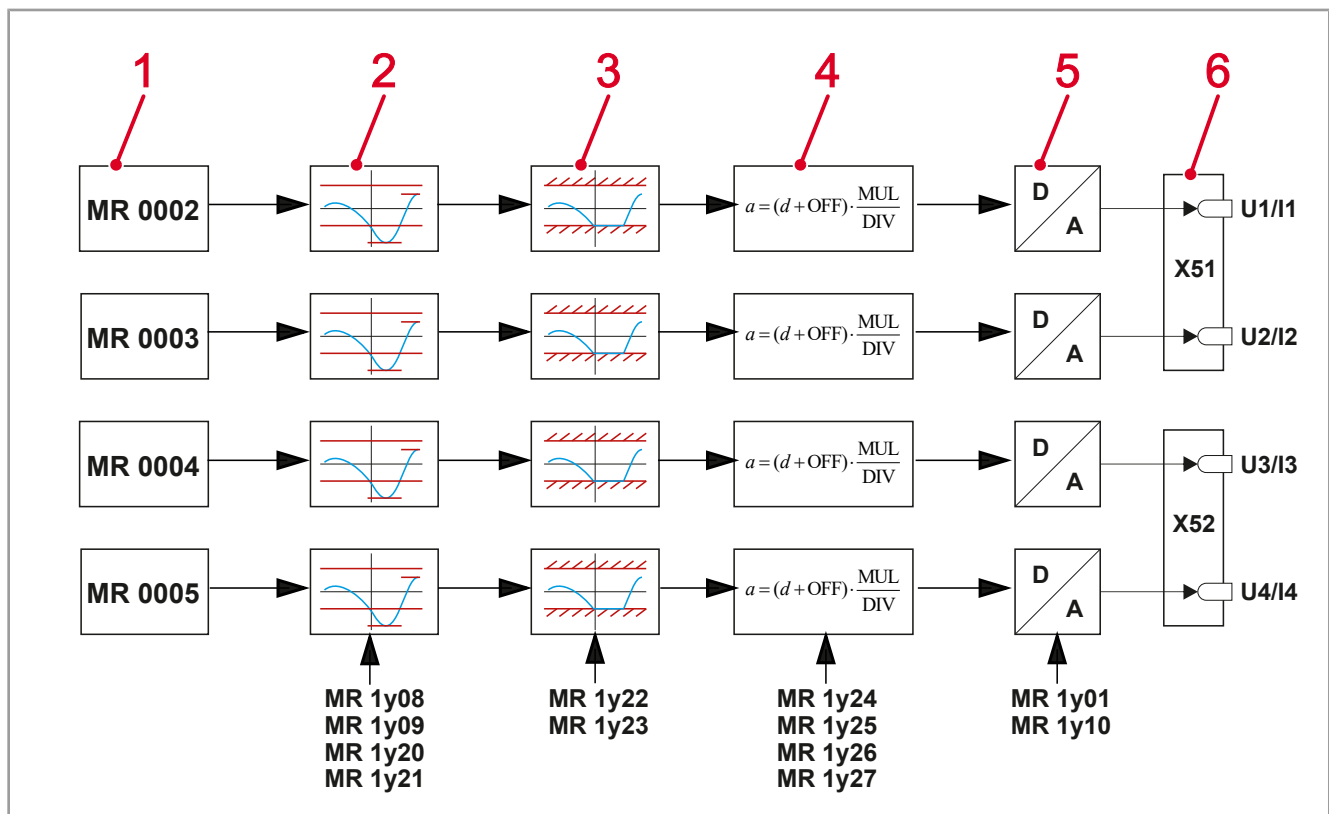 1 2 3 4 5 6
MR 0002 a = (d + OFF) · MUL/DIV D A U1/I1
X51
MR 0003 a = (d + OFF) · MUL/DIV D A U2/I2
MR 0004 a = (d + OFF) · MUL/DIV D A U3/I3
X52
MR 0005 a = (d + OFF) · MUL/DIV D A U4/I4
MR 1y08 MR 1y22 MR 1y24 MR 1y01
MR 1y09 MR 1y23 MR 1y25 MR 1y10
MR 1y20 MR 1y26
MR 1y21 MR 1y27